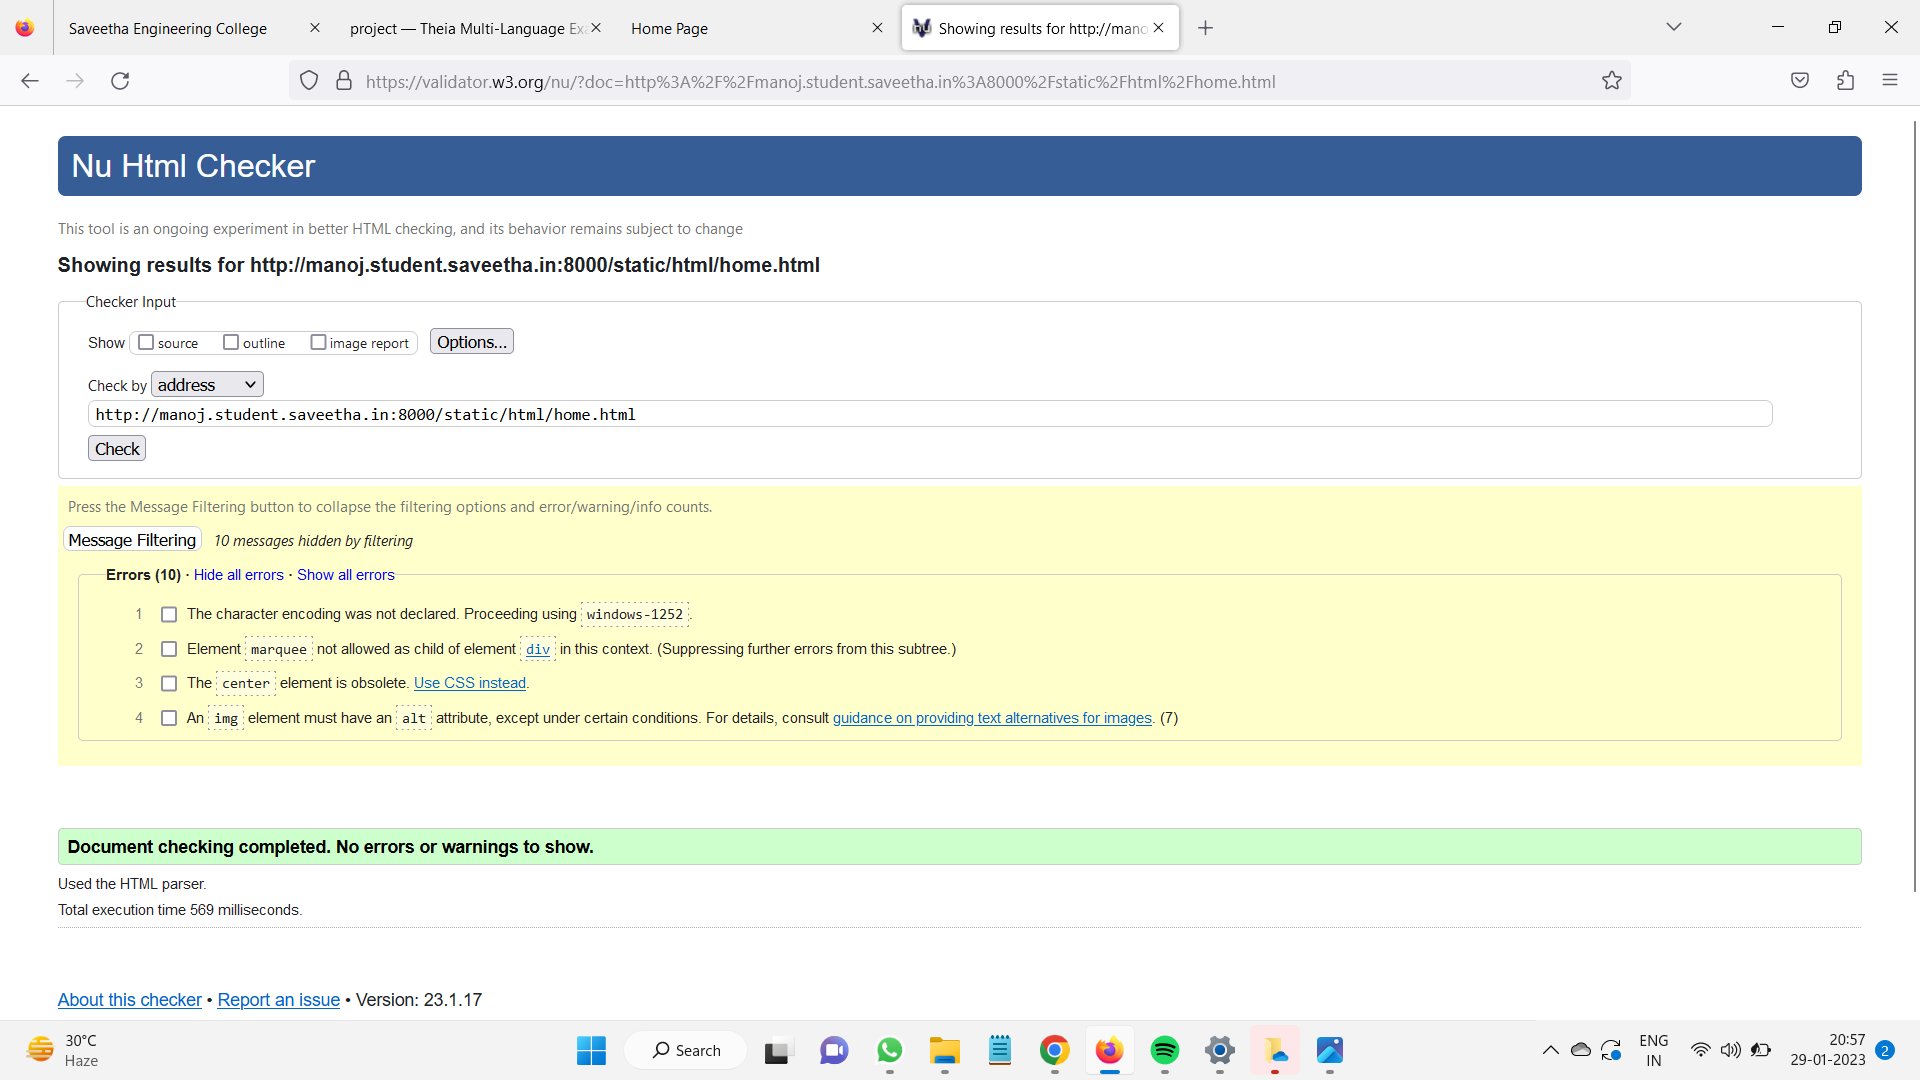 Saveetha Engineering College
project — Theia Multi-Language Exa
Home Page
Showing results for http://mano
https://validator.w3.org/nu/?doc=http%3A%2F%2Fmanoj.student.saveetha.in%3A8000%2Fstatic%2Fhtml%2Fhome.html
Nu Html Checker
This tool is an ongoing experiment in better HTML checking, and its behavior remains subject to change
Showing results for http://manoj.student.saveetha.in:8000/static/html/home.html
Checker Input
Show source outline image report Options...
Check by address
http://manoj.student.saveetha.in:8000/static/html/home.html
Check
Press the Message Filtering button to collapse the filtering options and error/warning/info counts.
Message Filtering 10 messages hidden by filtering
Errors (10) · Hide all errors · Show all errors
1 The character encoding was not declared. Proceeding using windows-1252.
2 Element marquee not allowed as child of element div in this context. (Suppressing further errors from this subtree.)
3 The center element is obsolete. Use CSS instead.
4 An img element must have an alt attribute, except under certain conditions. For details, consult guidance on providing text alternatives for images. (7)
Document checking completed. No errors or warnings to show.
Used the HTML parser.
Total execution time 569 milliseconds.
About this checker • Report an issue • Version: 23.1.17
30°C
Haze
Search
ENG
IN
20:57
29-01-2023
2